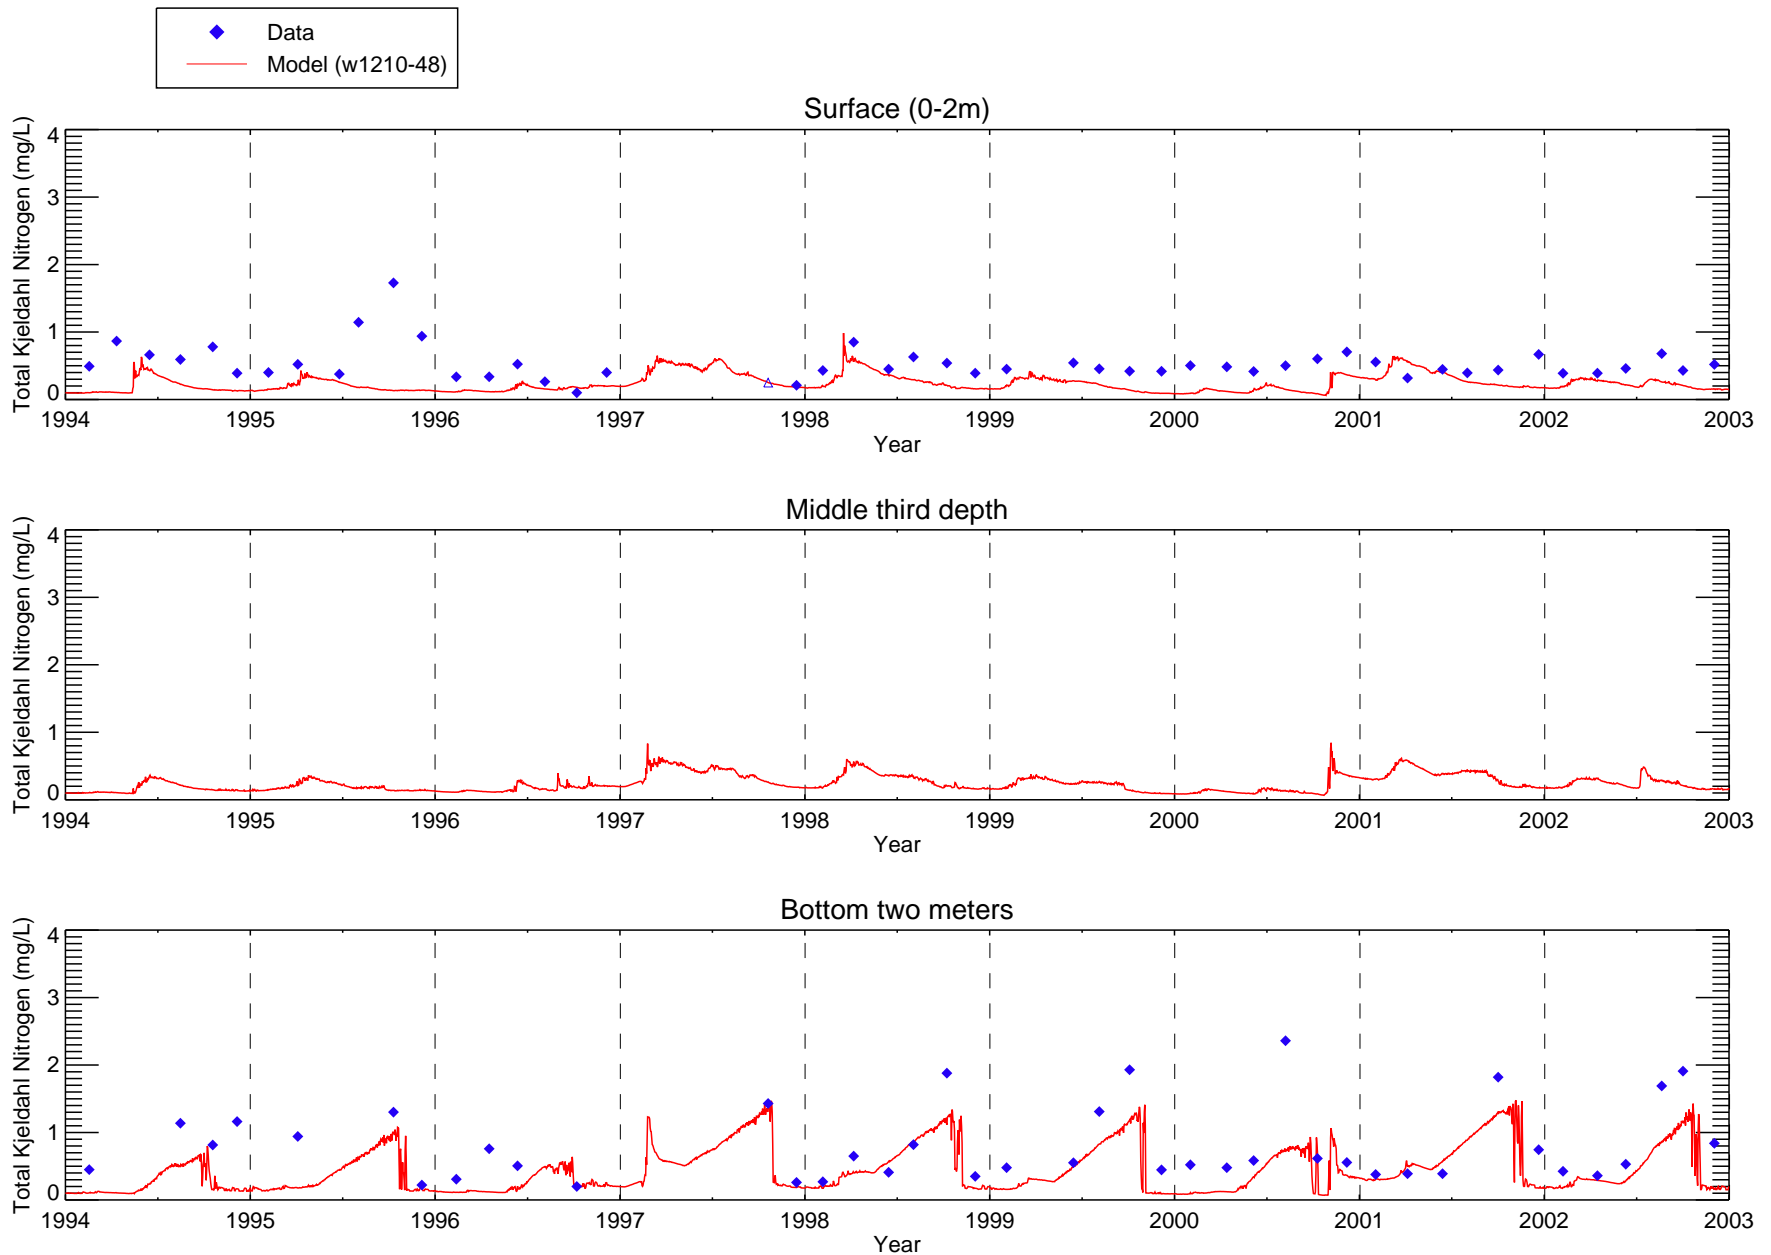 Data
Model (w1210-48)
Surface (0-2m)
Total Kjeldahl Nitrogen (mg/L)
4
3
2
1
0
1994 1995 1996 1997 1998 1999 2000 2001 2002 2003
Year
Middle third depth
Total Kjeldahl Nitrogen (mg/L)
4
3
2
1
0
1994 1995 1996 1997 1998 1999 2000 2001 2002 2003
Year
Bottom two meters
Total Kjeldahl Nitrogen (mg/L)
4
3
2
1
0
1994 1995 1996 1997 1998 1999 2000 2001 2002 2003
Year